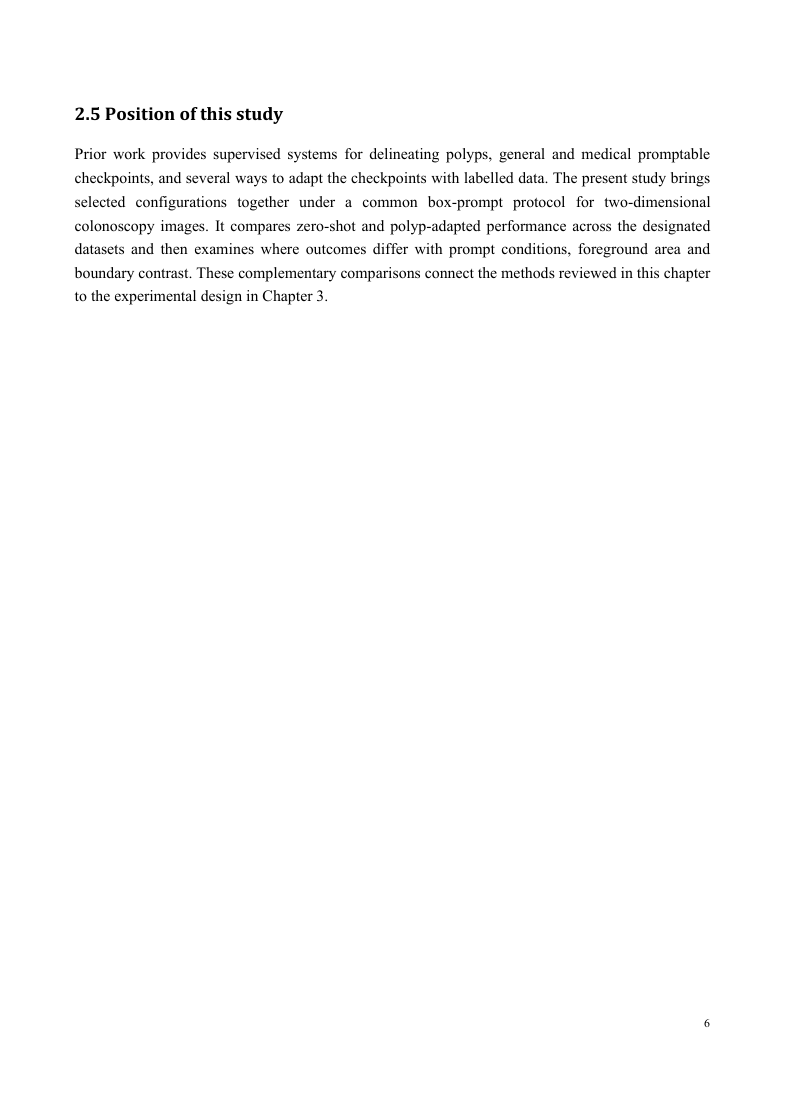 2.5 Position of this study
Prior work provides supervised systems for delineating polyps, general and medical promptable
checkpoints, and several ways to adapt the checkpoints with labelled data. The present study brings
selected configurations together under a common box-prompt protocol for two-dimensional
colonoscopy images. It compares zero-shot and polyp-adapted performance across the designated
datasets and then examines where outcomes differ with prompt conditions, foreground area and
boundary contrast. These complementary comparisons connect the methods reviewed in this chapter
to the experimental design in Chapter 3.
6